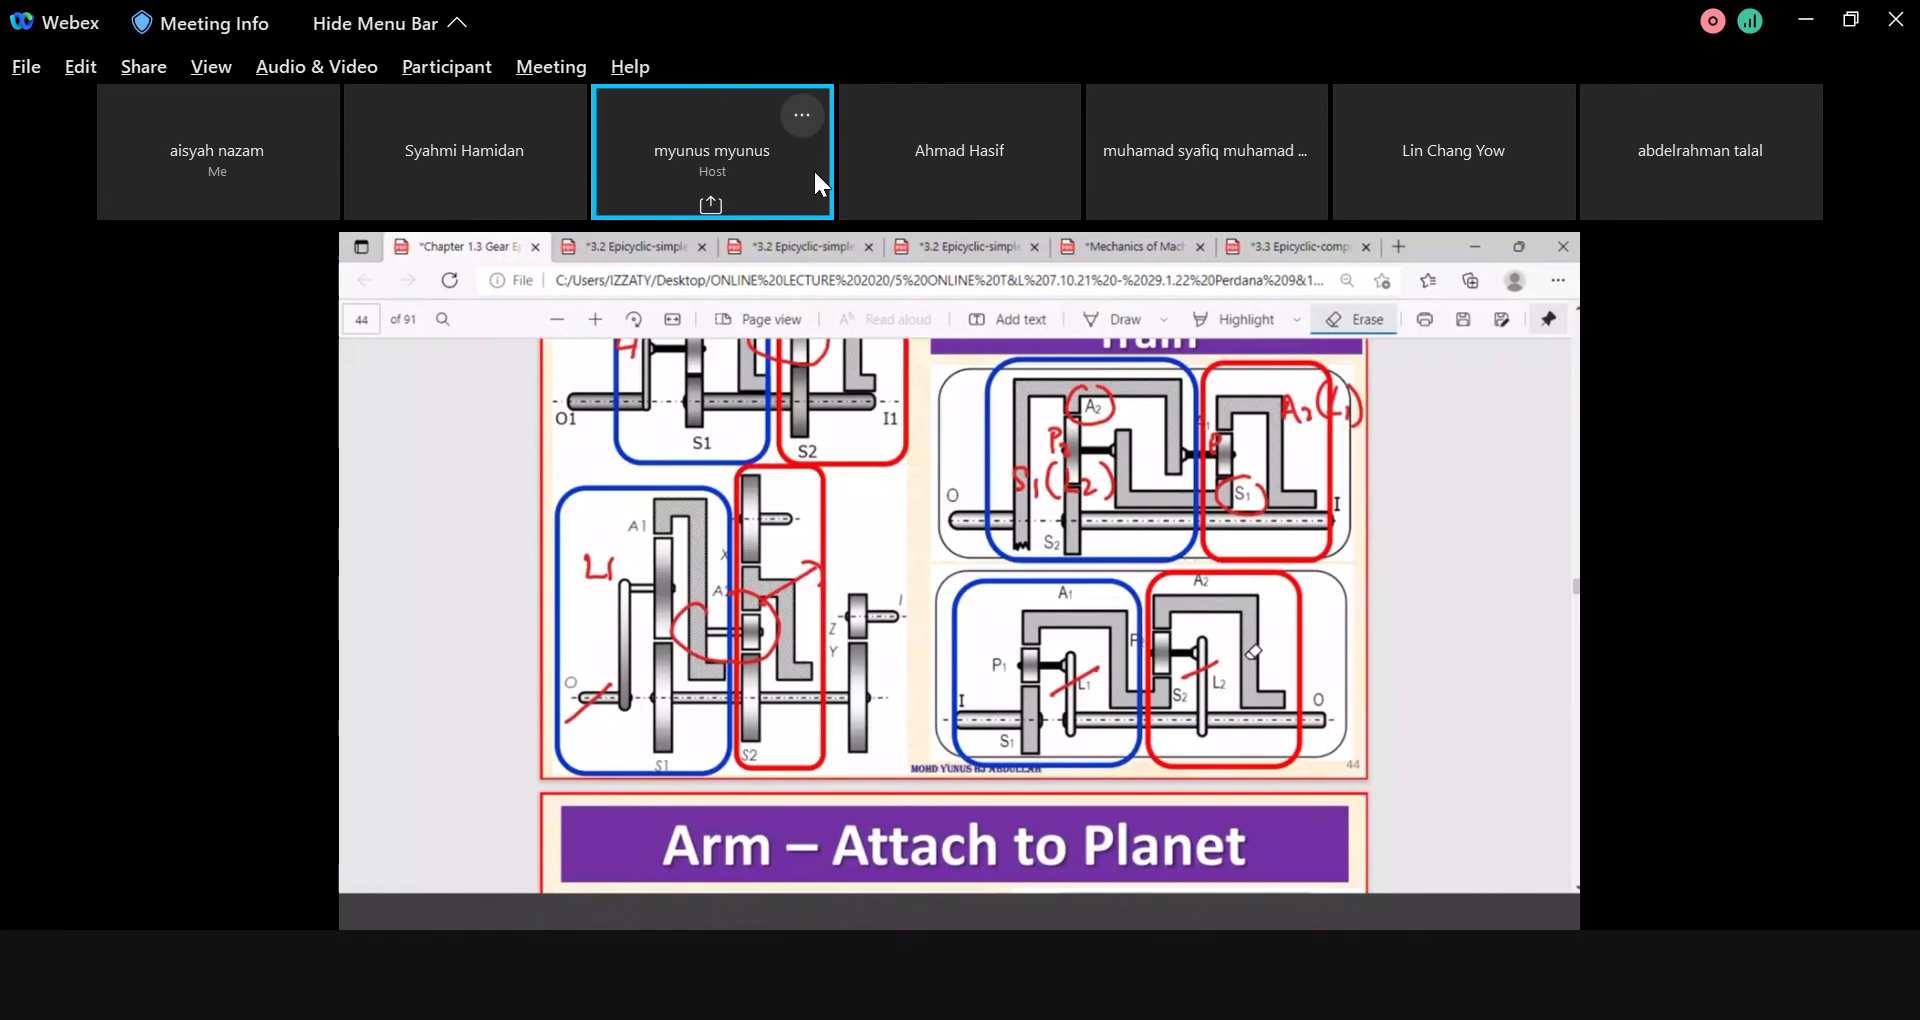 Webex Meeting Info Hide Menu Bar
File Edit Share View Audio & Video Participant Meeting Help
aisyah nazam
Me
Syahmi Hamidan
myunus myunus
Host
Ahmad Hasif
muhamad syafiq muhamad ...
Lin Chang Yow
abdelrahman talal
*Chapter 1.3 Gear E
*3.2 Epicyclic-simple
*3.2 Epicyclic-simple
*3.2 Epicyclic-simple
*Mechanics of Mach
*3.3 Epicyclic-comp
File C:/Users/IZZATY/Desktop/ONLINE%20LECTURE%202020/5%20ONLINE%20T&L%207.10.21%20-%2029.1.22%20Perdana%209&1...
44 of 91 Page view Read aloud Add text Draw Highlight Erase
Train
O1 I1
S1
S2
A1
L1
X
A2
Z
Y
I
O
S1
S2
A2
P2
S1(L2)
O
S2
A2(L1)
S1
I
A1
A2
P1
L1
S2
L2
I
O
S1
MOHD YUNUS BJ ABDULLAH
44
Arm – Attach to Planet